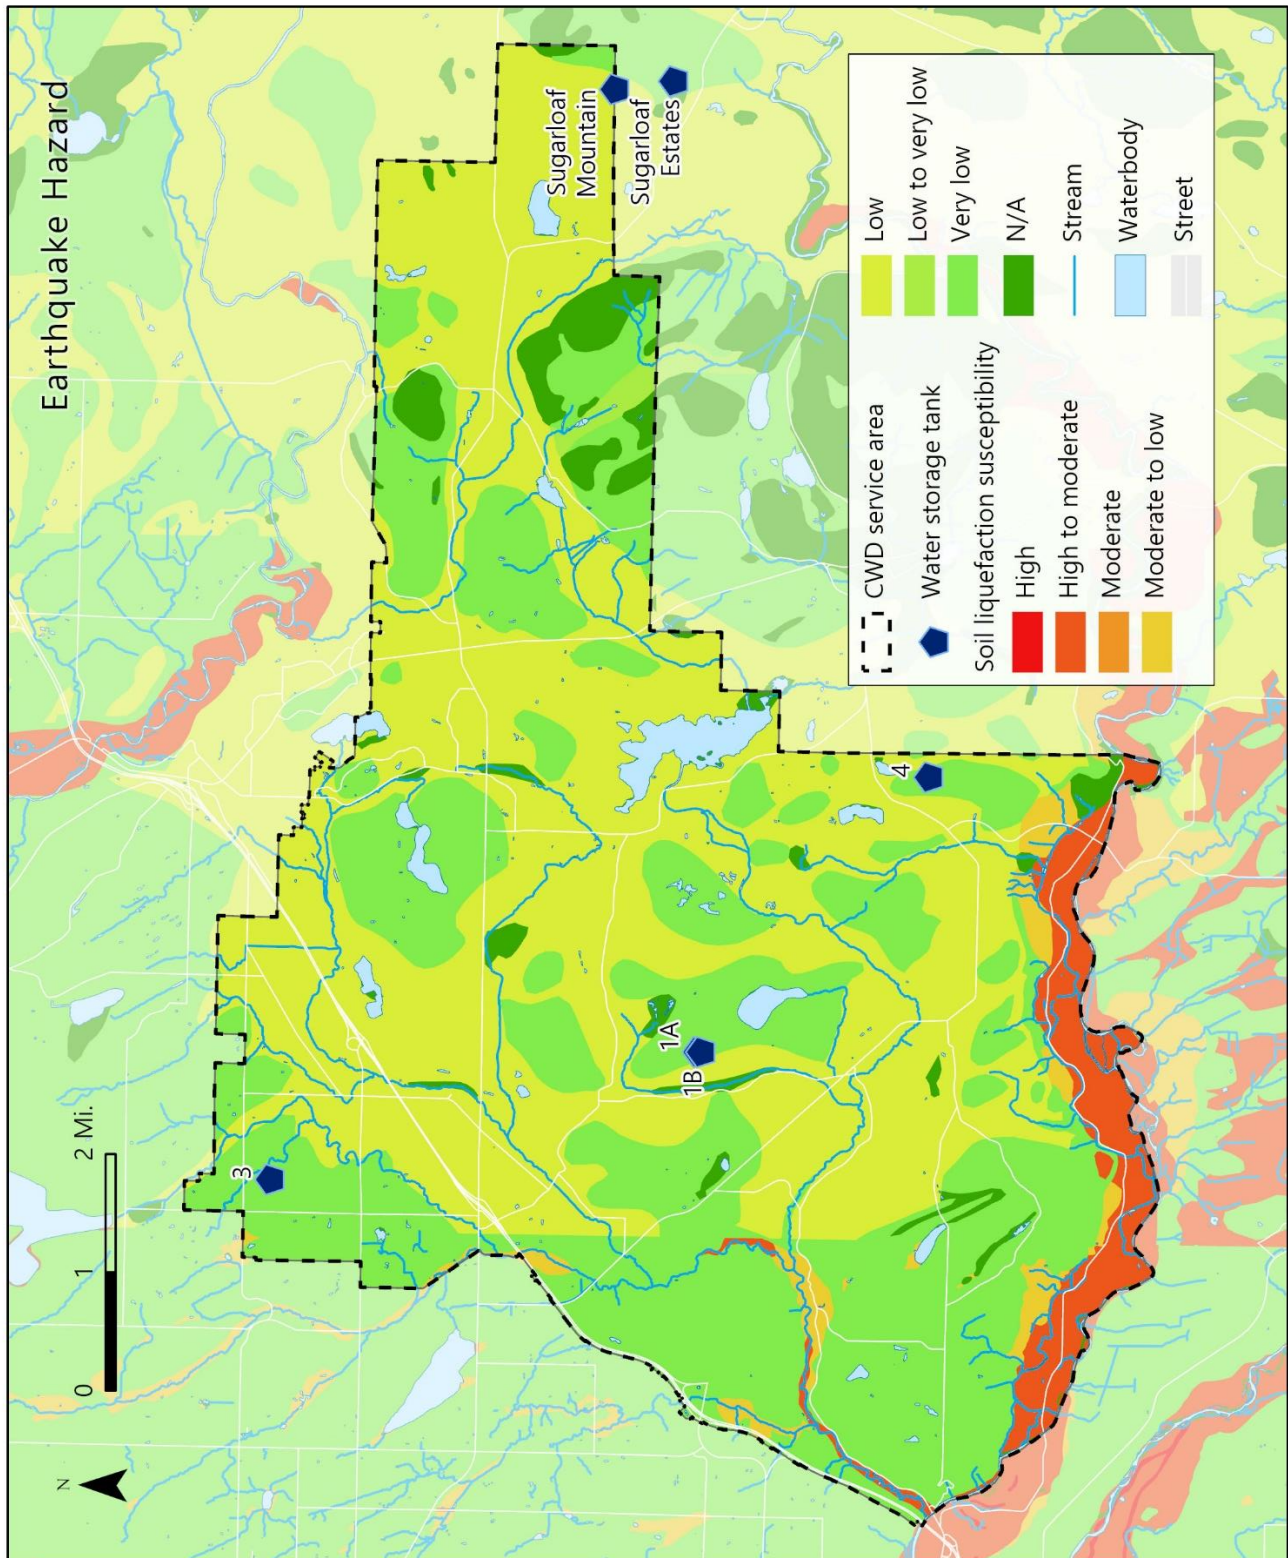 Earthquake Hazard
N
0 1 2 Mi.
3
1B
1A
4
Sugarloaf
Mountain
Sugarloaf
Estates
CWD service area
Water storage tank
Soil liquefaction susceptibility
High
High to moderate
Moderate
Moderate to low
Low
Low to very low
Very low
N/A
Stream
Waterbody
Street